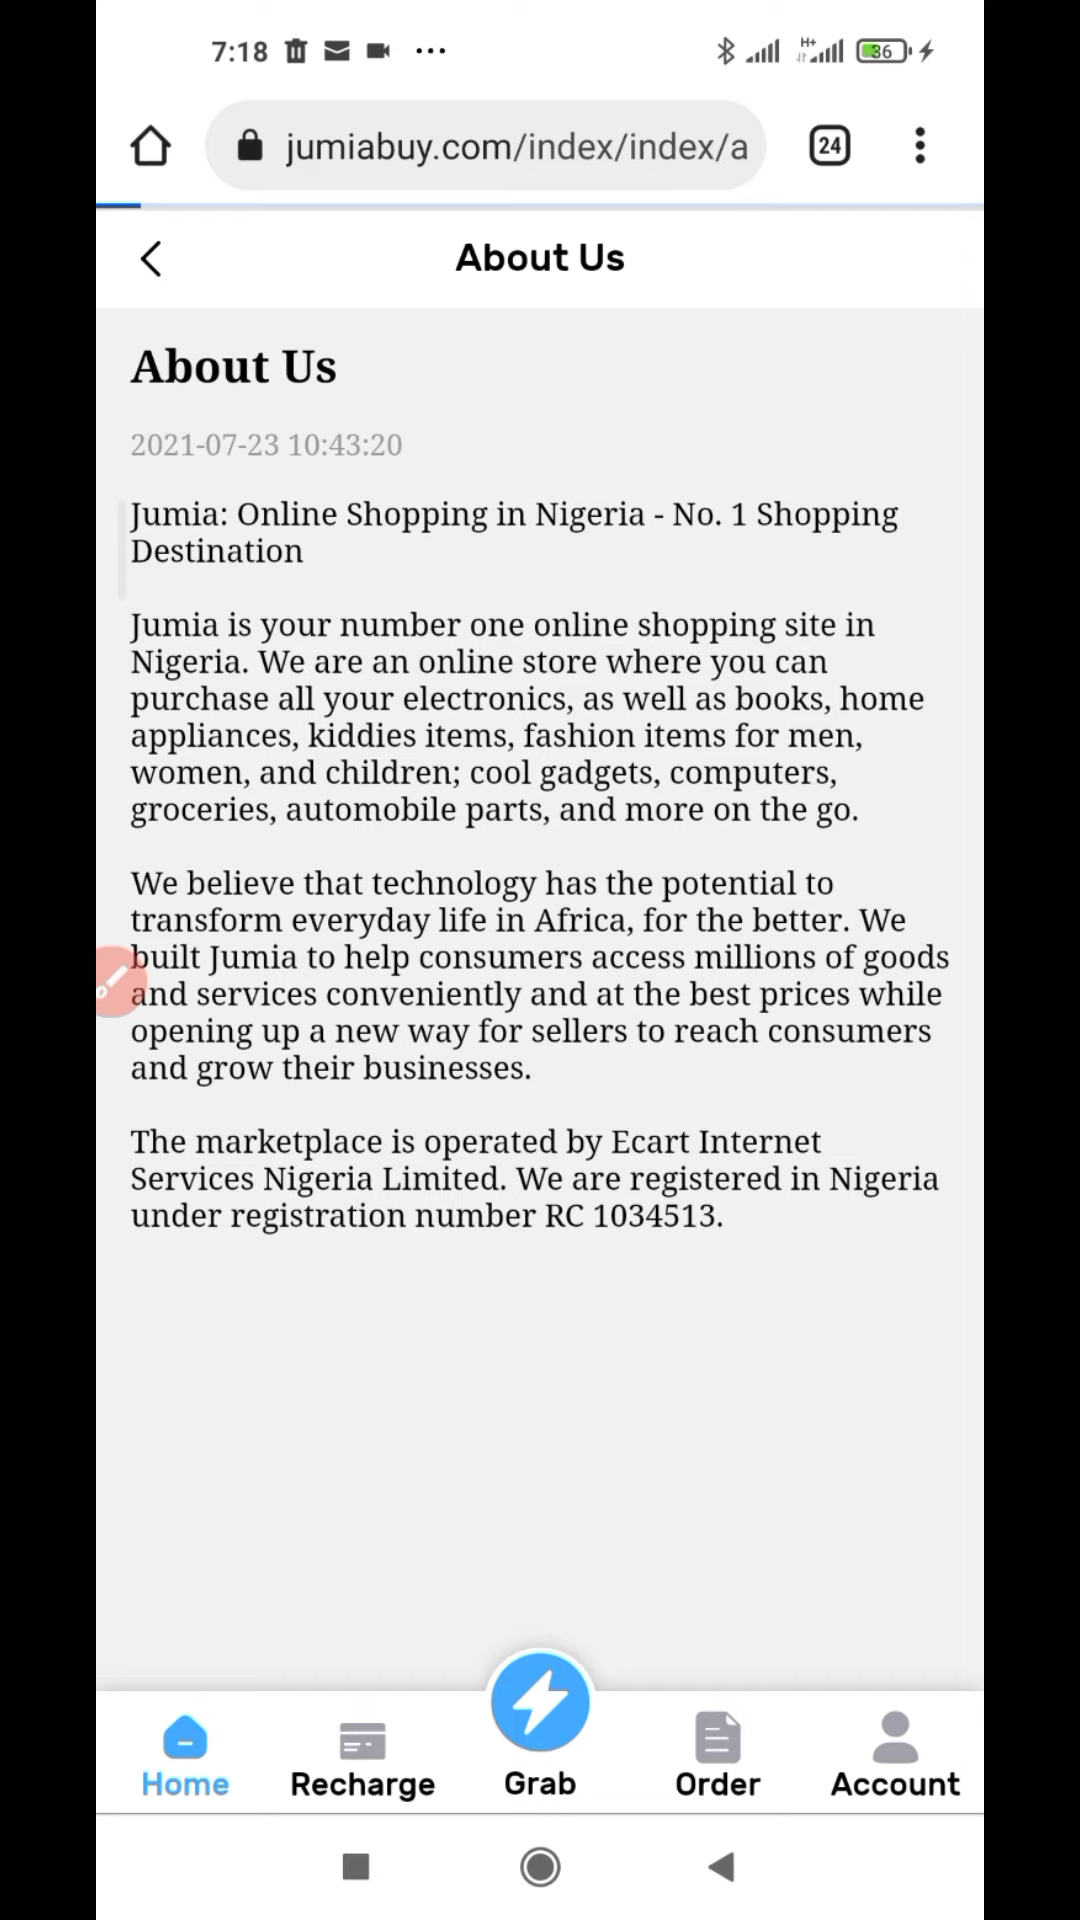 7:18
H+
36
jumiabuy.com/index/index/a
24
About Us
About Us
2021-07-23 10:43:20
Jumia: Online Shopping in Nigeria - No. 1 Shopping
Destination
Jumia is your number one online shopping site in
Nigeria. We are an online store where you can
purchase all your electronics, as well as books, home
appliances, kiddies items, fashion items for men,
women, and children; cool gadgets, computers,
groceries, automobile parts, and more on the go.
We believe that technology has the potential to
transform everyday life in Africa, for the better. We
built Jumia to help consumers access millions of goods
and services conveniently and at the best prices while
opening up a new way for sellers to reach consumers
and grow their businesses.
The marketplace is operated by Ecart Internet
Services Nigeria Limited. We are registered in Nigeria
under registration number RC 1034513.
Home
Recharge
Grab
Order
Account